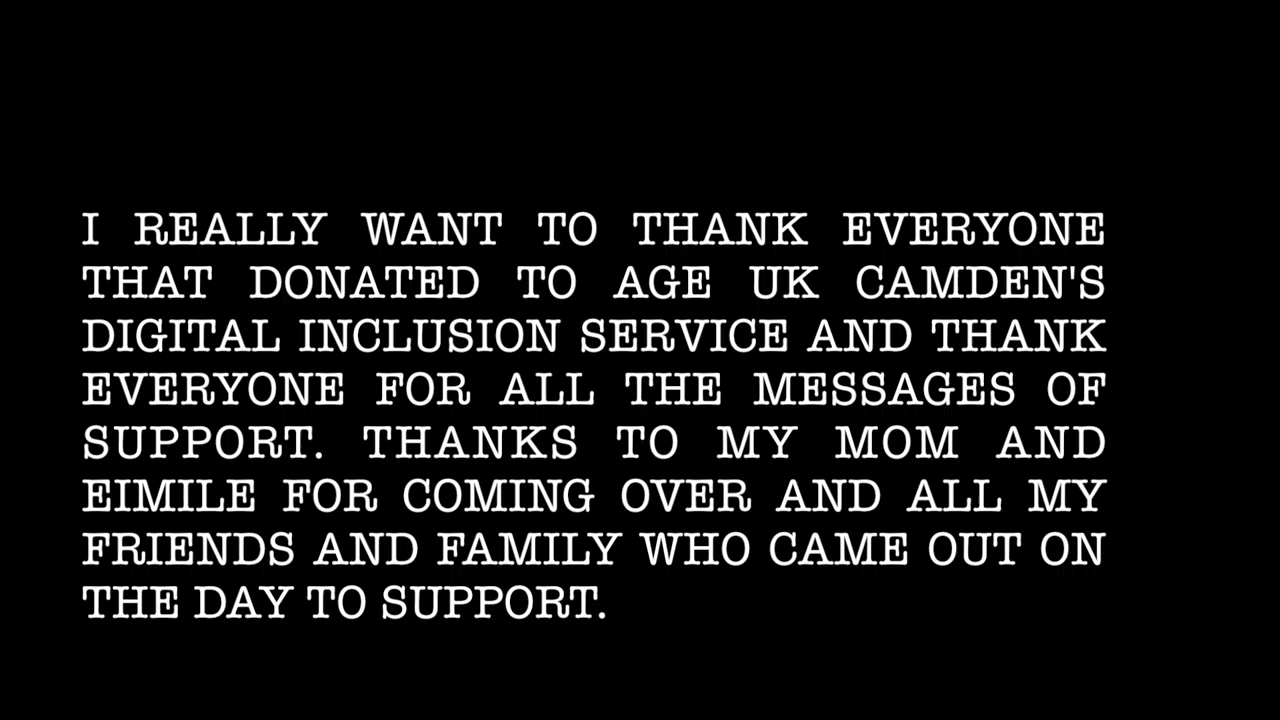 I REALLY WANT TO THANK EVERYONE
THAT DONATED TO AGE UK CAMDEN'S
DIGITAL INCLUSION SERVICE AND THANK
EVERYONE FOR ALL THE MESSAGES OF
SUPPORT. THANKS TO MY MOM AND
EIMILE FOR COMING OVER AND ALL MY
FRIENDS AND FAMILY WHO CAME OUT ON
THE DAY TO SUPPORT.